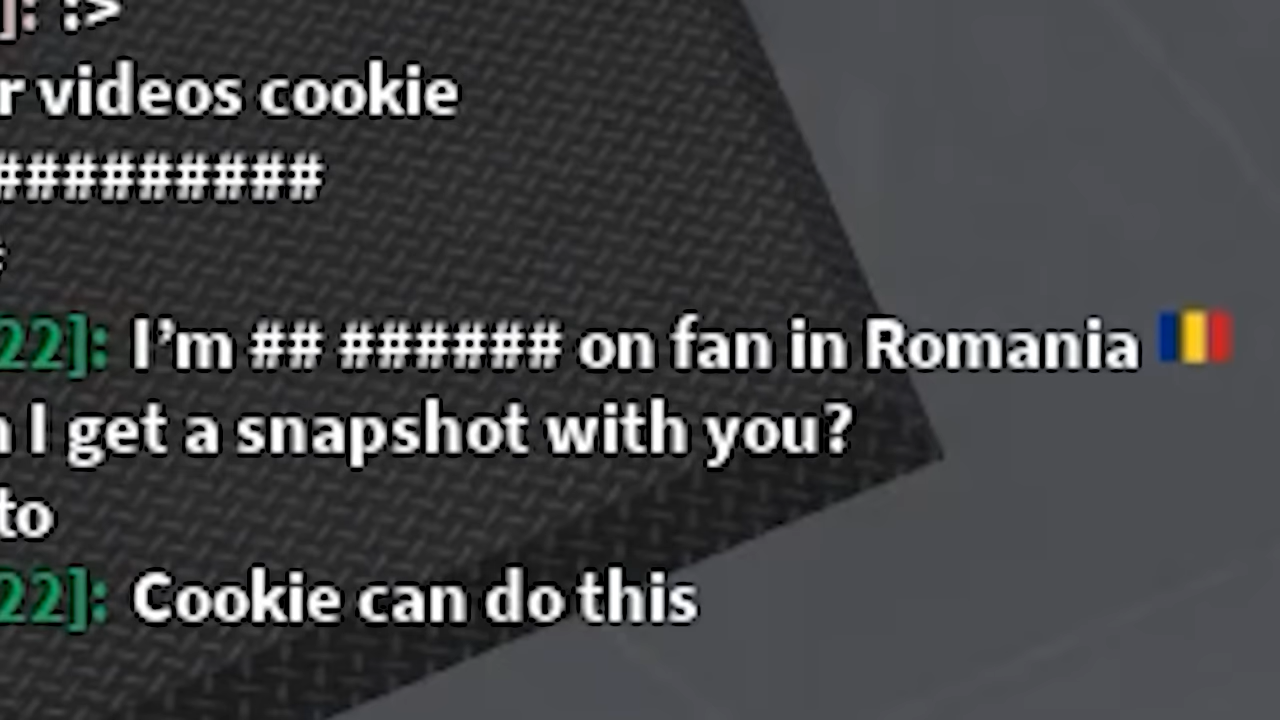 ]: :>
r videos cookie
#########
#
22]: I’m ## ###### on fan in Romania 🇷🇴
I get a snapshot with you?
to
22]: Cookie can do this